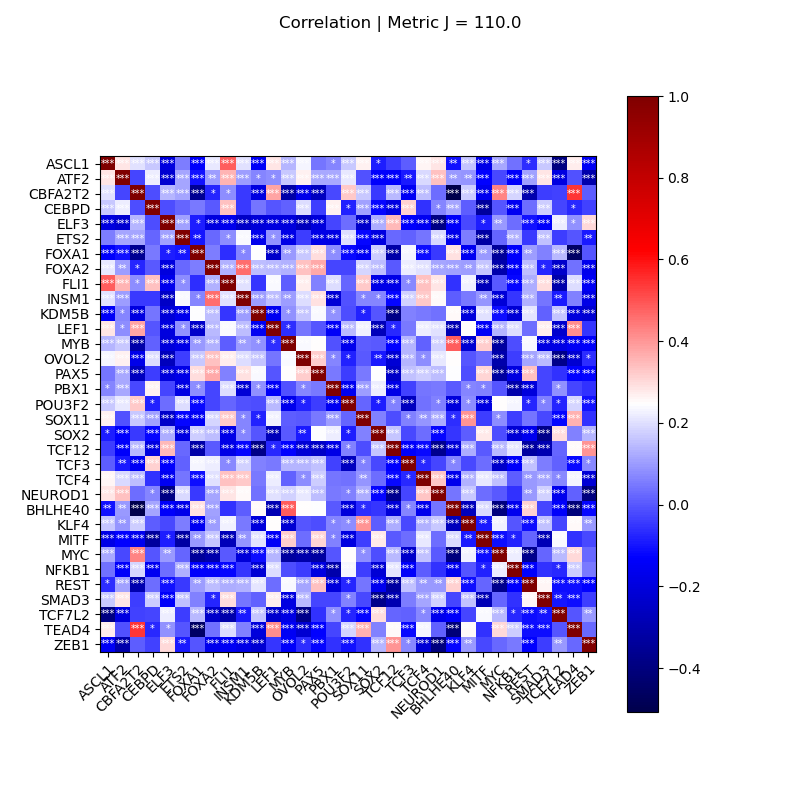 Correlation | Metric J = 110.0
ASCL1
ATF2
CBFA2T2
CEBPD
ELF3
ETS2
FOXA1
FOXA2
FLI1
INSM1
KDM5B
LEF1
MYB
OVOL2
PAX5
PBX1
POU3F2
SOX11
SOX2
TCF12
TCF3
TCF4
NEUROD1
BHLHE40
KLF4
MITF
MYC
NFKB1
REST
SMAD3
TCF7L2
TEAD4
ZEB1
ASCL1
ATF2
CBFA2T2
CEBPD
ELF3
ETS2
FOXA1
FOXA2
FLI1
INSM1
KDM5B
LEF1
MYB
OVOL2
PAX5
PBX1
POU3F2
SOX11
SOX2
TCF12
TCF3
TCF4
NEUROD1
BHLHE40
KLF4
MITF
MYC
NFKB1
REST
SMAD3
TCF7L2
TEAD4
ZEB1
1.0
0.8
0.6
0.4
0.2
0.0
−0.2
−0.4